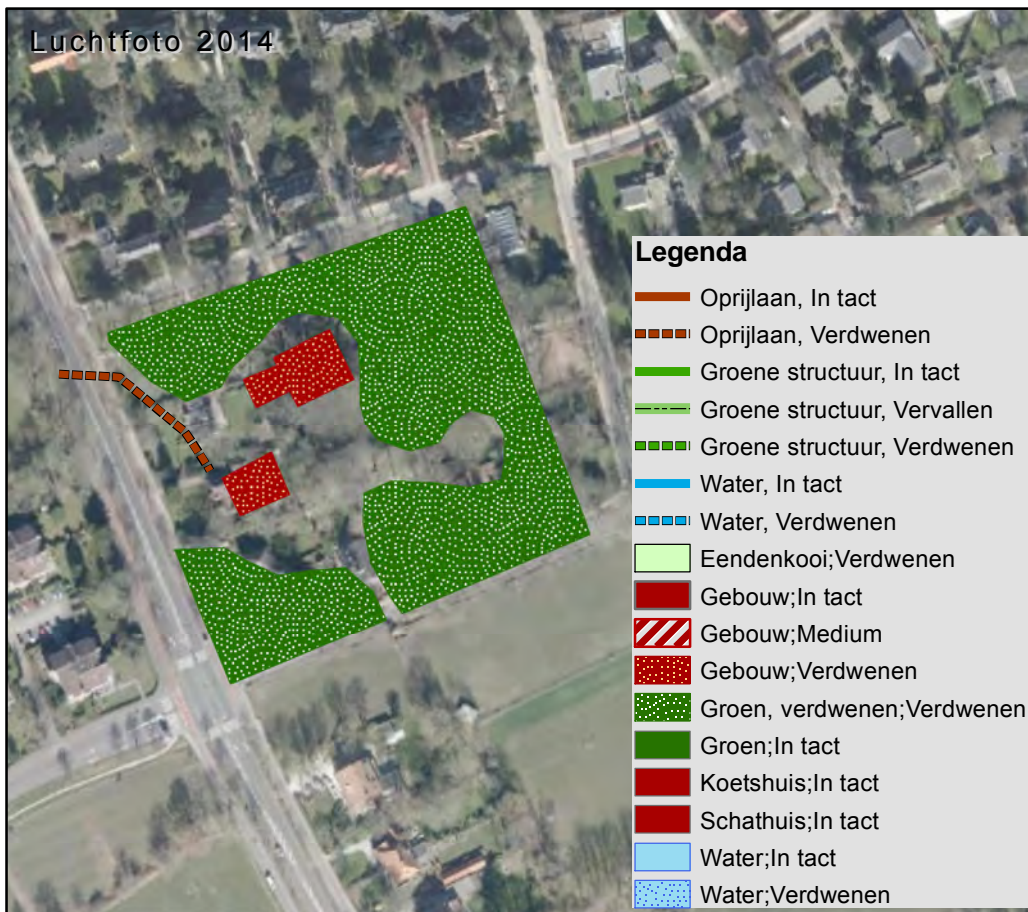 Luchtfoto 2014
Legenda
Oprijlaan, In tact
Oprijlaan, Verdwenen
Groene structuur, In tact
Groene structuur, Vervallen
Groene structuur, Verdwenen
Water, In tact
Water, Verdwenen
Eendenkooi;Verdwenen
Gebouw;In tact
Gebouw;Medium
Gebouw;Verdwenen
Groen, verdwenen;Verdwenen
Groen;In tact
Koetshuis;In tact
Schathuis;In tact
Water;In tact
Water;Verdwenen